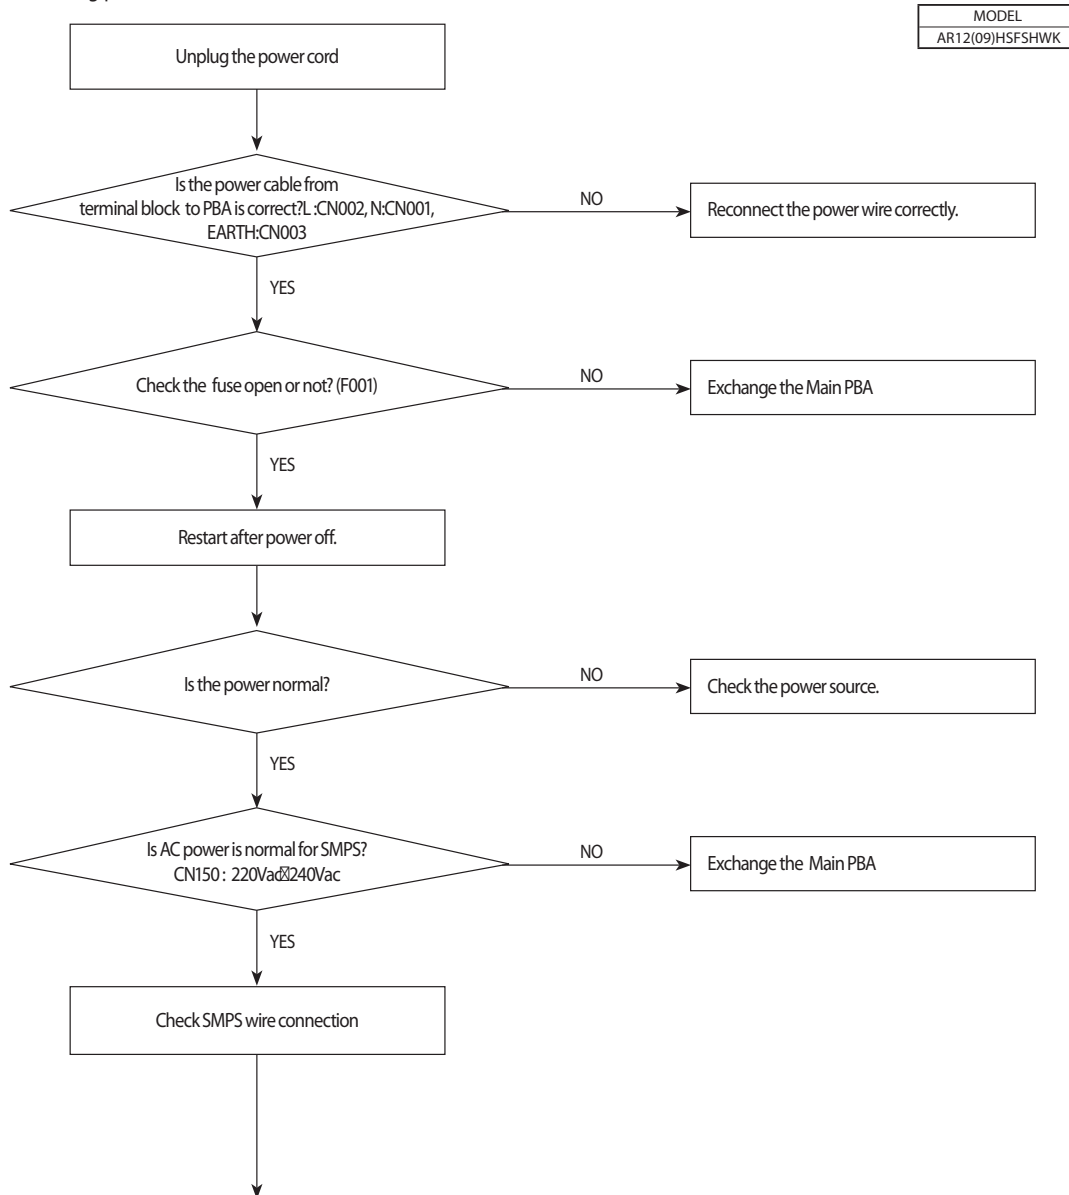 MODEL
AR12(09)HSFSHWK
Unplug the power cord
Is the power cable from
terminal block to PBA is correct?L :CN002, N:CN001,
EARTH:CN003
NO
Reconnect the power wire correctly.
YES
Check the fuse open or not? (F001)
NO
Exchange the Main PBA
YES
Restart after power off.
Is the power normal?
NO
Check the power source.
YES
Is AC power is normal for SMPS?
CN150 : 220Vac☒240Vac
NO
Exchange the Main PBA
YES
Check SMPS wire connection